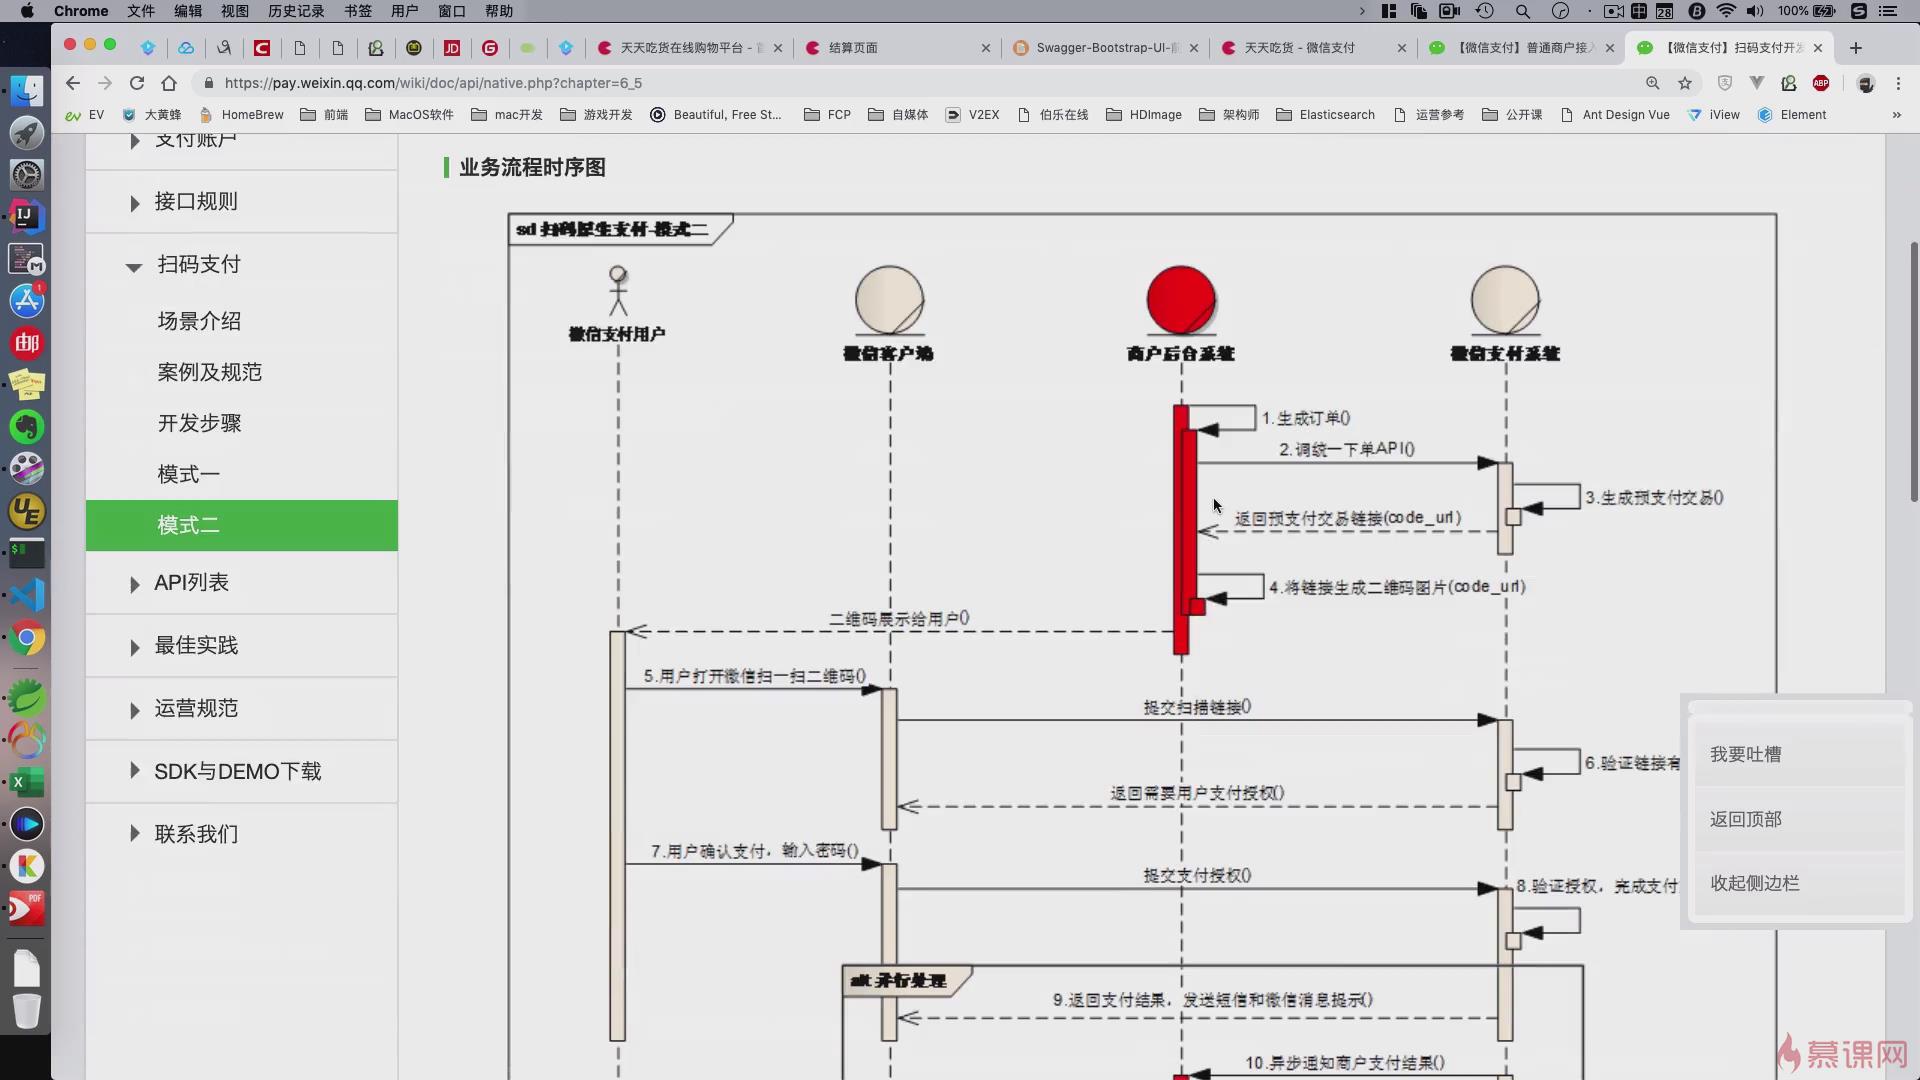 Chrome 文件 编辑 视图 历史记录 书签 用户 窗口 帮助
28 100%
天天吃货在线购物平台 - 首
结算页面
Swagger-Bootstrap-UI-前
天天吃货 - 微信支付
【微信支付】普通商户接入
【微信支付】扫码支付开发
https://pay.weixin.qq.com/wiki/doc/api/native.php?chapter=6_5
ABP
EV 大黄蜂 HomeBrew 前端 MacOS软件 mac开发 游戏开发 Beautiful, Free St... FCP 自媒体 V2EX 伯乐在线 HDImage 架构师 Elasticsearch 运营参考 公开课 Ant Design Vue iView Element »
支付账户
接口规则
扫码支付
场景介绍
案例及规范
开发步骤
模式一
模式二
API列表
最佳实践
运营规范
SDK与DEMO下载
联系我们
业务流程时序图
sd 扫码原生支付-模式二
微信支付用户
微信客户端
商户后台系统
微信支付系统
1.生成订单()
2.调统一下单API()
3.生成预支付交易()
返回预支付交易链接(code_url)
4.将链接生成二维码图片(code_url)
二维码展示给用户()
5.用户打开微信扫一扫二维码()
提交扫描链接()
6.验证链接有
返回需要用户支付授权()
7.用户确认支付，输入密码()
提交支付授权()
8.验证授权，完成支付
alt 并行处理
9.返回支付结果，发送短信和微信消息提示()
10.异步通知商户支付结果()
我要吐槽
返回顶部
收起侧边栏
慕课网